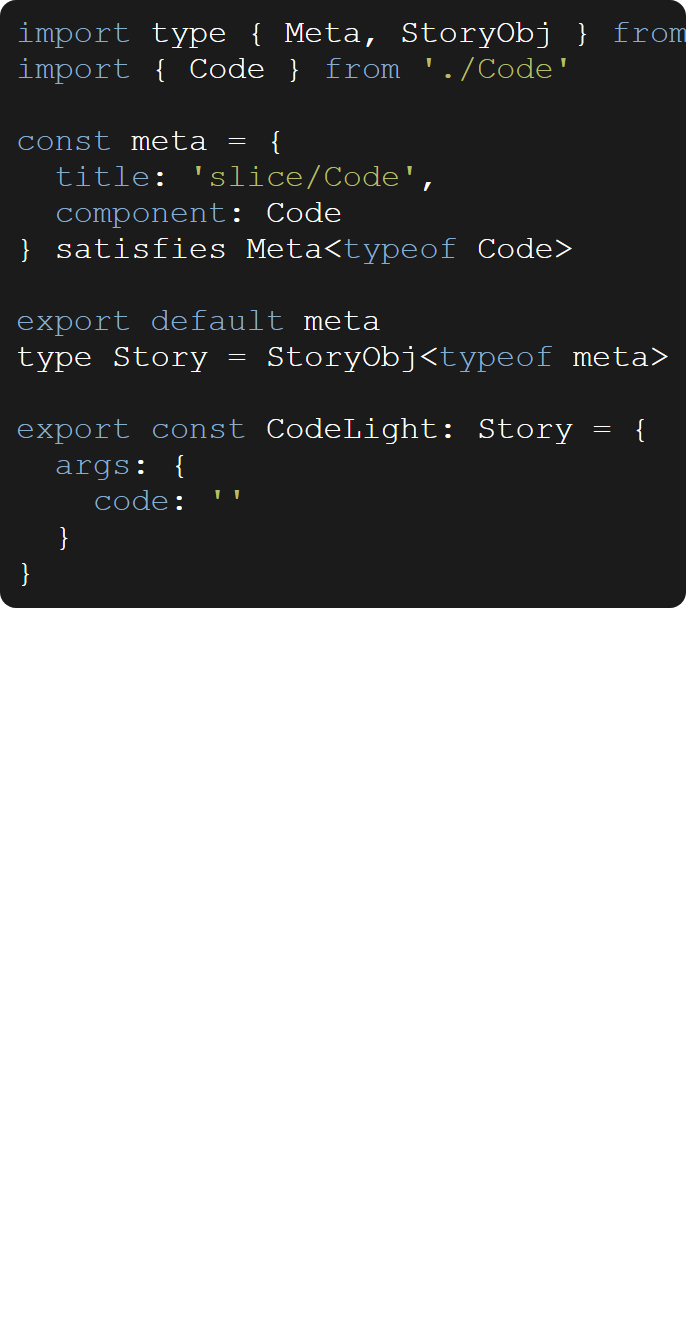 import type { Meta, StoryObj } from
import { Code } from './Code'

const meta = {
  title: 'slice/Code',
  component: Code
} satisfies Meta<typeof Code>

export default meta
type Story = StoryObj<typeof meta>

export const CodeLight: Story = {
  args: {
    code: ''
  }
}